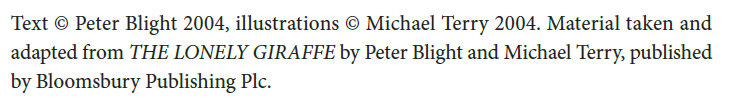 Text © Peter Blight 2004, illustrations © Michael Terry 2004. Material taken and
adapted from THE LONELY GIRAFFE by Peter Blight and Michael Terry, published
by Bloomsbury Publishing Plc.